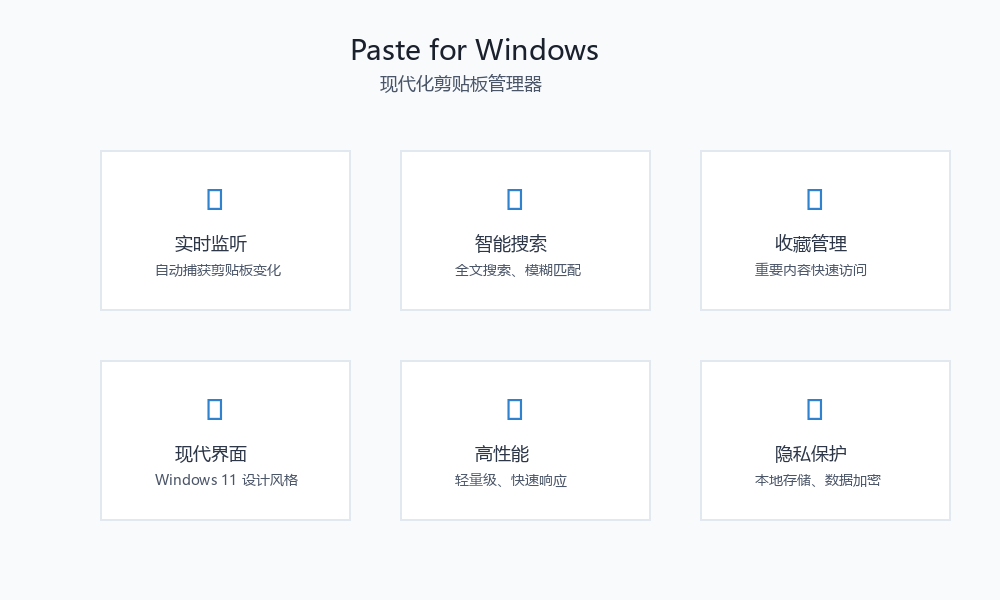 Paste for Windows
现代化剪贴板管理器
实时监听
自动捕获剪贴板变化
智能搜索
全文搜索、模糊匹配
收藏管理
重要内容快速访问
现代界面
Windows 11 设计风格
高性能
轻量级、快速响应
隐私保护
本地存储、数据加密